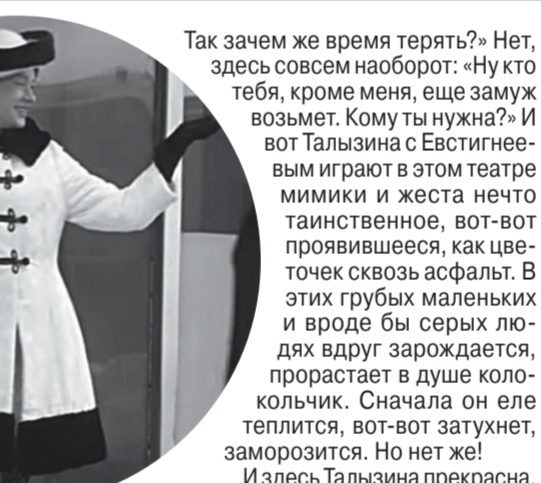 Так зачем же время терять?» Нет,
здесь совсем наоборот: «Ну кто
тебя, кроме меня, еще замуж
возьмет. Кому ты нужна?» И
вот Талызина с Евстигнее-
вым играют в этом театре
мимики и жеста нечто
таинственное, вот-вот
проявившееся, как цве-
точек сквозь асфальт. В
этих грубых маленьких
и вроде бы серых лю-
дях вдруг зарождается,
прорастает в душе коло-
кольчик. Сначала он еле
теплится, вот-вот затухнет,
заморозится. Но нет же!
И здесь Талызина прекрасна.